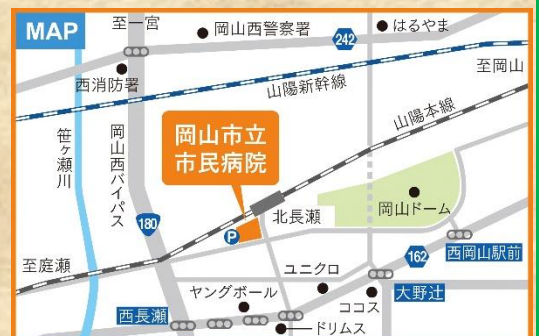 MAP
至一宮
岡山西警察署
242
はるやま
西消防署
至岡山
山陽新幹線
山陽本線
笹ヶ瀬川
岡山西バイパス
岡山市立
市民病院
180
P
北長瀬
岡山ドーム
至庭瀬
162
西岡山駅前
ユニクロ
大野辻
ヤングボール
ココス
西長瀬
ドリムス